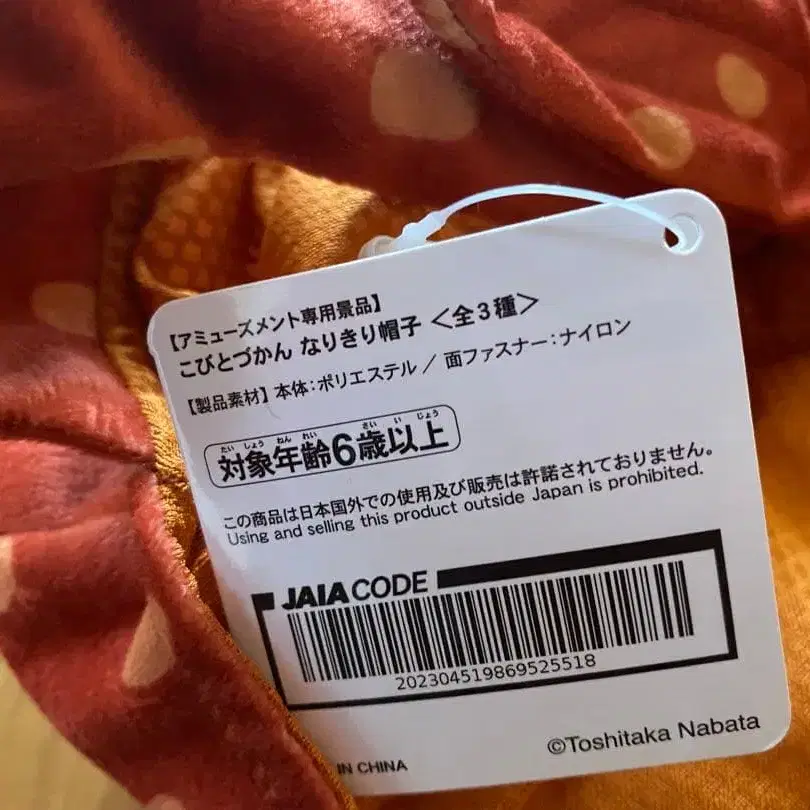 【アミューズメント専用景品】
こびとづかん なりきり帽子 <全3種>
【製品素材】本体:ポリエステル / 面ファスナー:ナイロン
対象年齢6歳以上
たいしょうねんれい さいいじょう
この商品は日本国外での使用及び販売は許諾されておりません。
Using and selling this product outside Japan is prohibited.
JAIA CODE
202304519869525518
IN CHINA
©Toshitaka Nabata